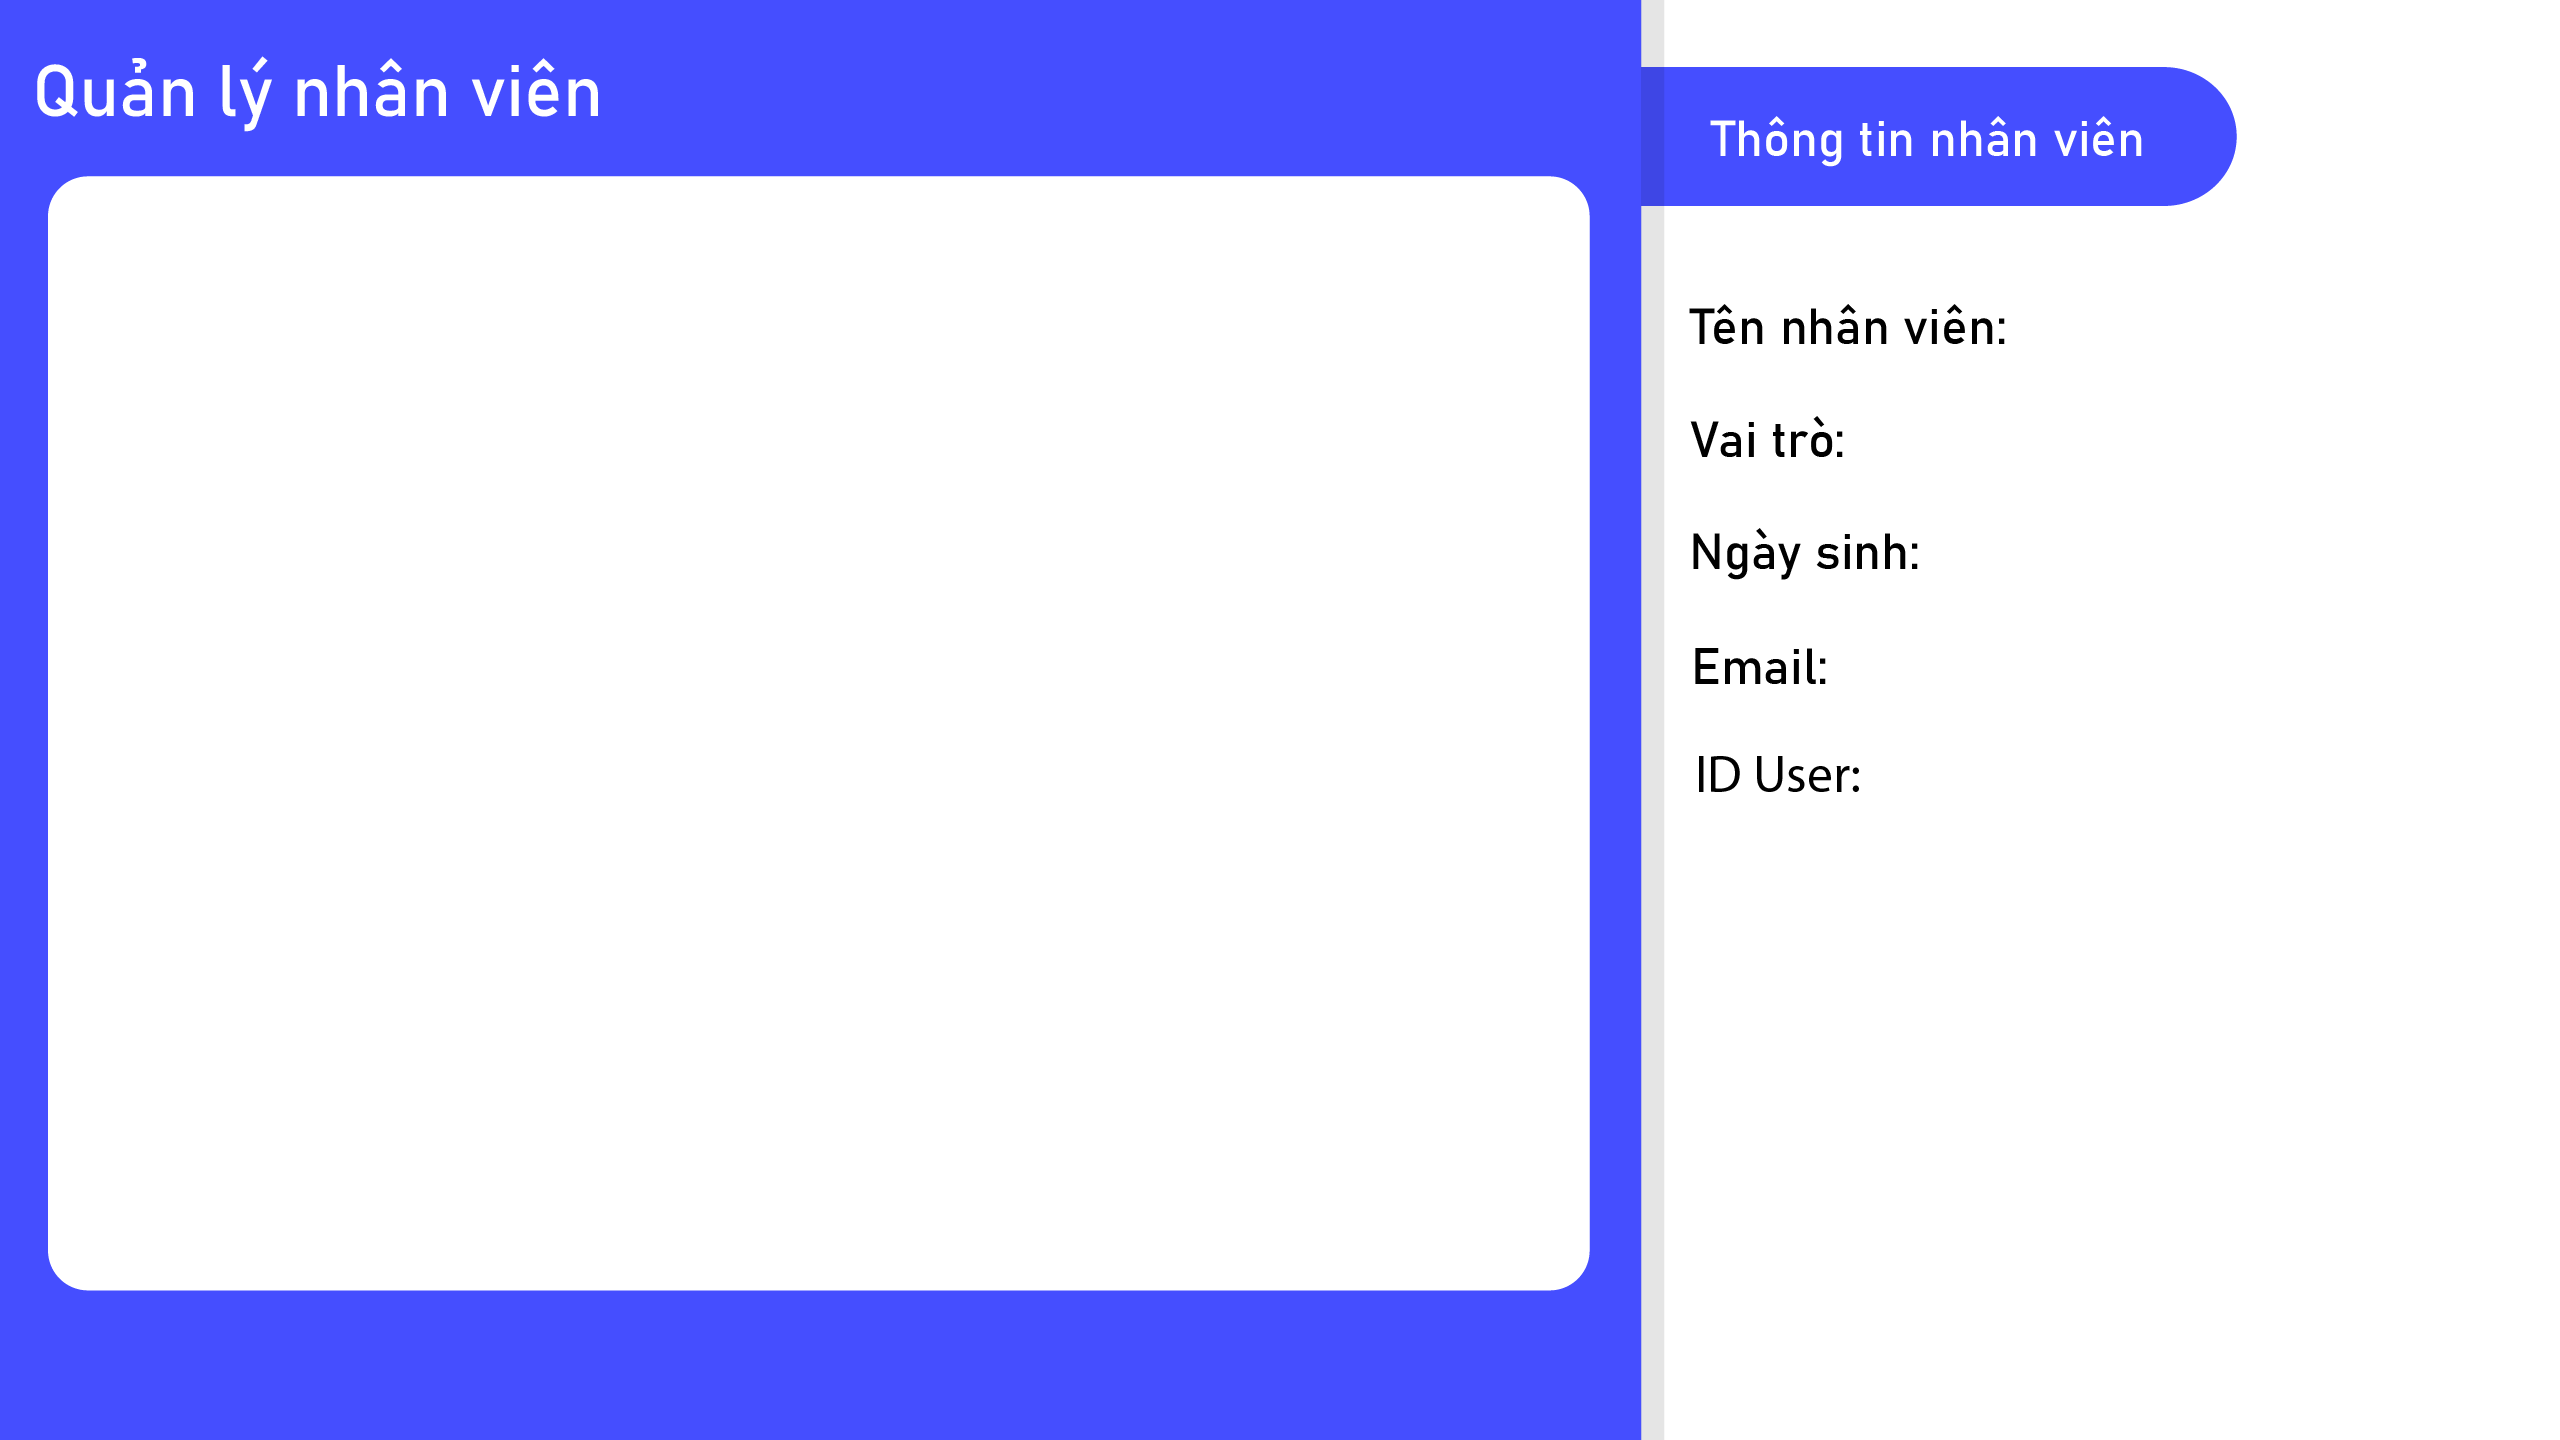 Quản lý nhân viên
Thông tin nhân viên
Tên nhân viên:
Vai trò:
Ngày sinh:
Email:
ID User: